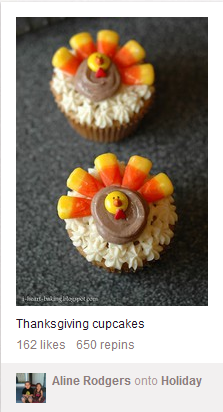 i-heart-baking.blogspot.com
Thanksgiving cupcakes
162 likes 650 repins
Aline Rodgers onto Holiday